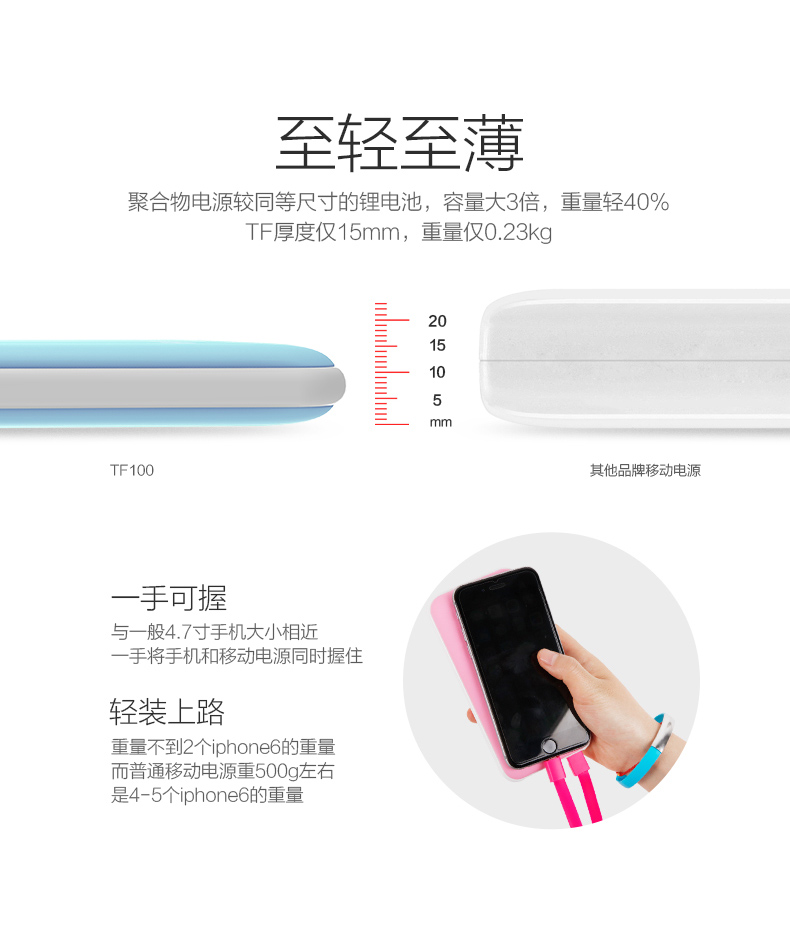 至轻至薄
聚合物电源较同等尺寸的锂电池，容量大3倍，重量轻40%
TF厚度仅15mm，重量仅0.23kg
20
15
10
5
mm
TF100
其他品牌移动电源
一手可握
与一般4.7寸手机大小相近
一手将手机和移动电源同时握住
轻装上路
重量不到2个iphone6的重量
而普通移动电源重500g左右
是4-5个iphone6的重量